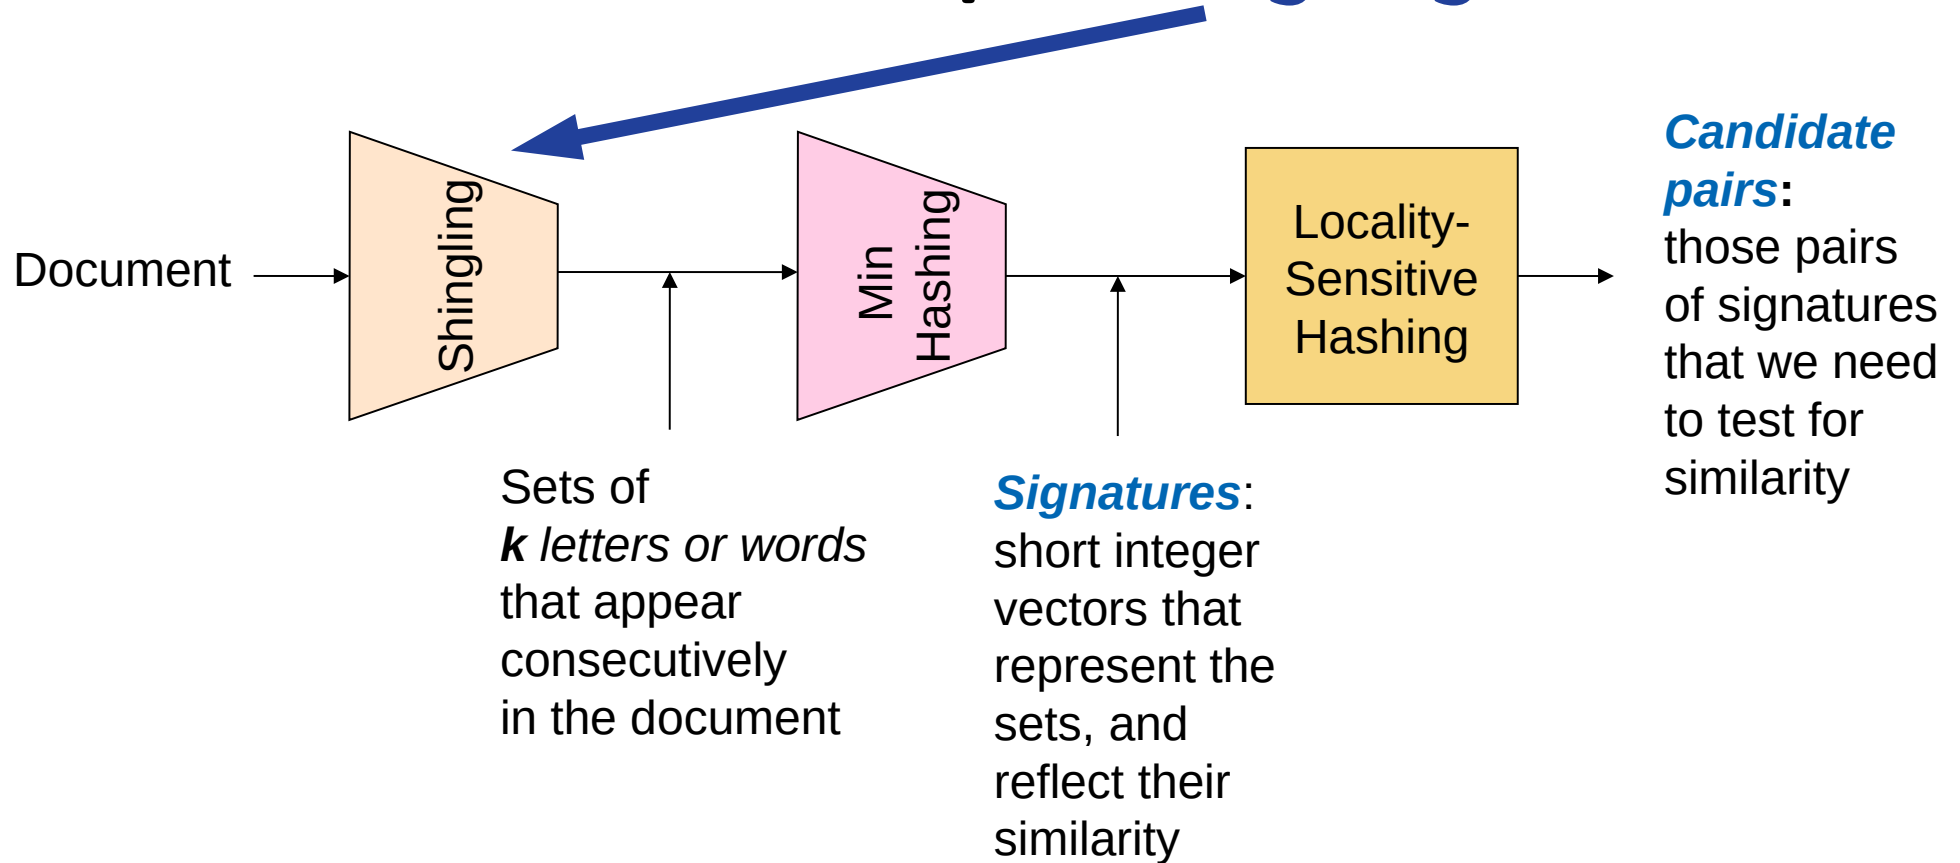 Document
Shingling
Min
Hashing
Locality-
Sensitive
Hashing
Candidate
pairs:
those pairs
of signatures
that we need
to test for
similarity
Sets of
k letters or words
that appear
consecutively
in the document
Signatures:
short integer
vectors that
represent the
sets, and
reflect their
similarity